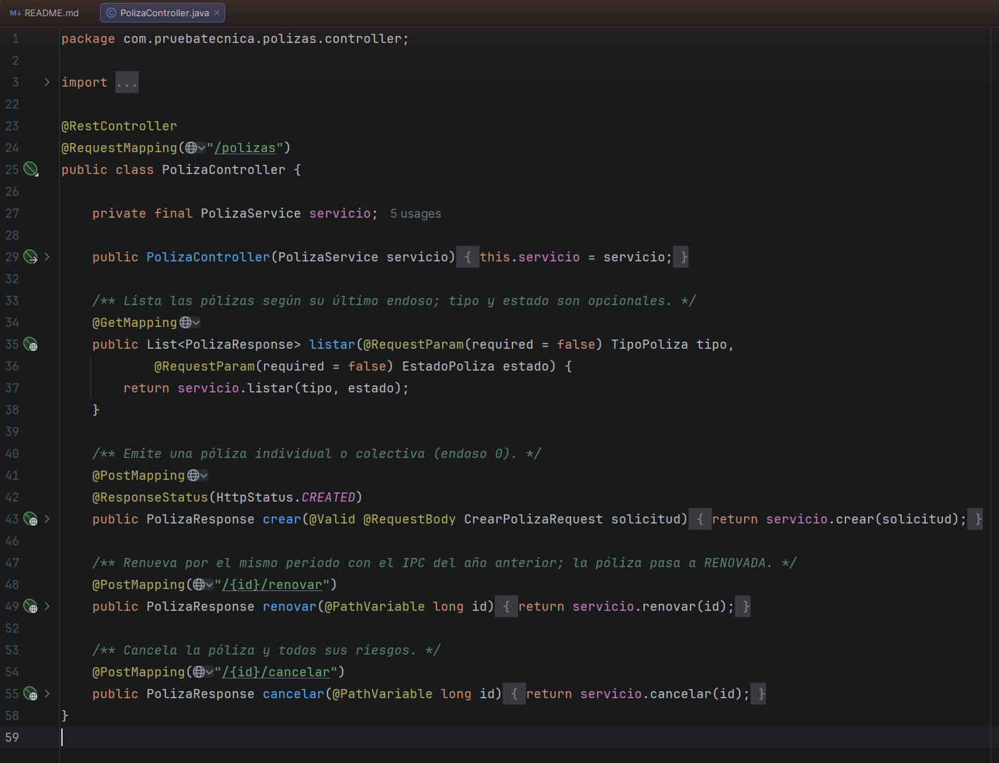 M↓ README.md
© PolizaController.java ×
1 package com.pruebatecnica.polizas.controller;
2
3 import ...
22
23 @RestController
24 @RequestMapping("/polizas")
25 public class PolizaController {
26
27 private final PolizaService servicio; 5 usages
28
29 public PolizaController(PolizaService servicio) { this.servicio = servicio; }
32
33 /** Lista las pólizas según su último endoso; tipo y estado son opcionales. */
34 @GetMapping
35 public List<PolizaResponse> listar(@RequestParam(required = false) TipoPoliza tipo,
36 @RequestParam(required = false) EstadoPoliza estado) {
37 return servicio.listar(tipo, estado);
38 }
39
40 /** Emite una póliza individual o colectiva (endoso 0). */
41 @PostMapping
42 @ResponseStatus(HttpStatus.CREATED)
43 public PolizaResponse crear(@Valid @RequestBody CrearPolizaRequest solicitud) { return servicio.crear(solicitud); }
46
47 /** Renueva por el mismo periodo con el IPC del año anterior; la póliza pasa a RENOVADA. */
48 @PostMapping("/{id}/renovar")
49 public PolizaResponse renovar(@PathVariable long id) { return servicio.renovar(id); }
52
53 /** Cancela la póliza y todos sus riesgos. */
54 @PostMapping("/{id}/cancelar")
55 public PolizaResponse cancelar(@PathVariable long id) { return servicio.cancelar(id); }
58 }
59